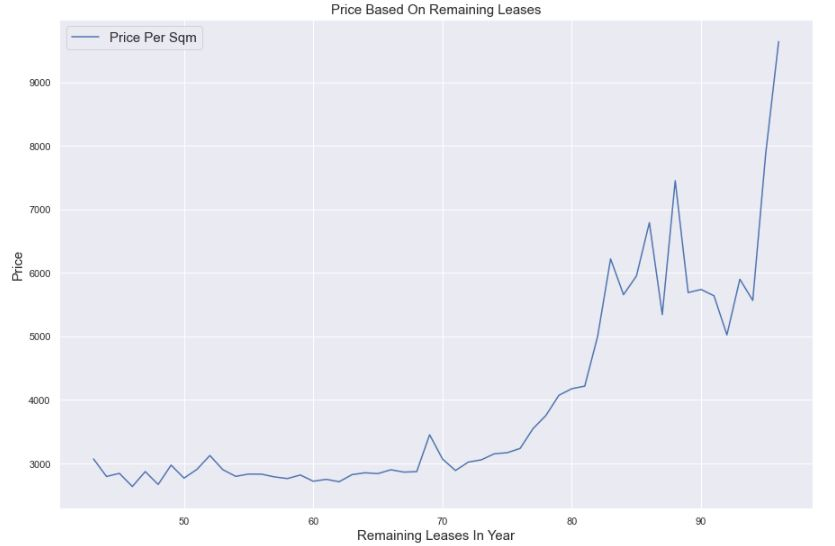 Price Based On Remaining Leases
Price Per Sqm
9000
8000
7000
6000
5000
4000
3000
Price
50 60 70 80 90
Remaining Leases In Year